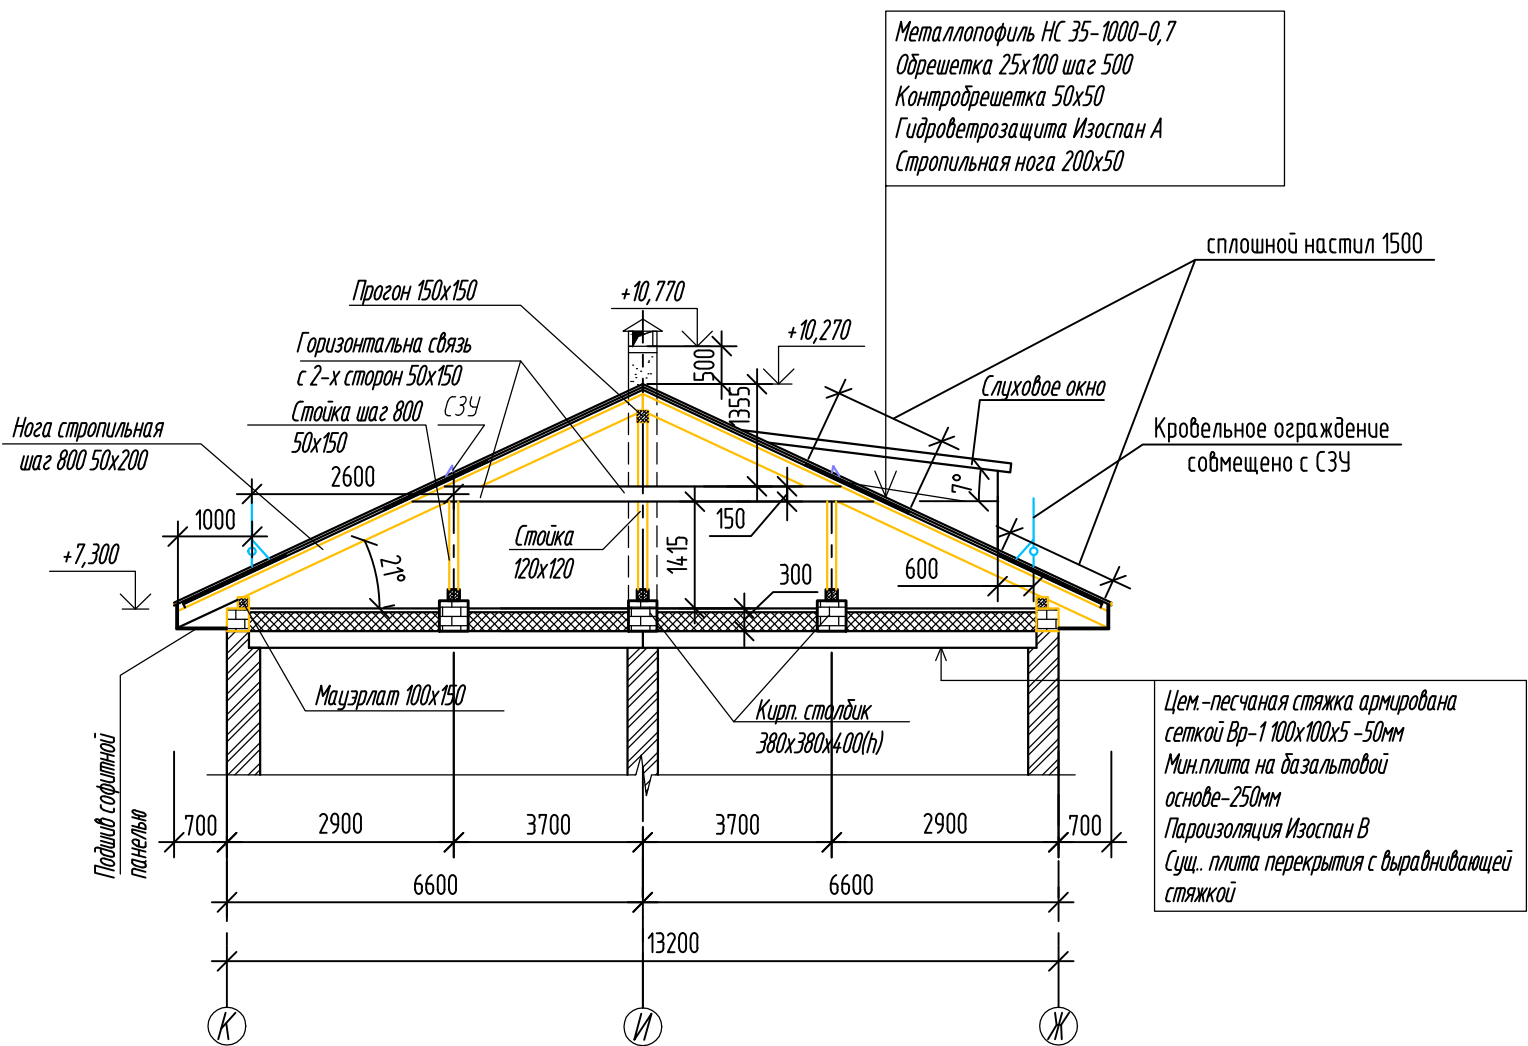 Металлопофиль НС 35-1000-0,7
Обрешетка 25х100 шаг 500
Контробрешетка 50х50
Гидроветрозащита Изоспан А
Стропильная нога 200х50
сплошной настил 1500
Прогон 150х150
+10,770
+10,270
Горизонтальна связь
с 2-х сторон 50х150
500
1355
Слуховое окно
Стойка шаг 800
50х150
СЗУ
Нога стропильная
шаг 800 50х200
Кровельное ограждение
совмещено с СЗУ
2600
7°
1000
150
Стойка
120х120
1415
+7,300
21°
300
600
Мауэрлат 100х150
Кирп. столбик
380х380х400(h)
Подшив софитной
панелью
Цем.-песчаная стяжка армирована
сеткой Вр-1 100х100х5 -50мм
Мин.плита на базальтовой
основе-250мм
Пароизоляция Изоспан В
Сущ.. плита перекрытия с выравнивающей
стяжкой
700
2900
3700
3700
2900
700
6600
6600
13200
К
И
Ж